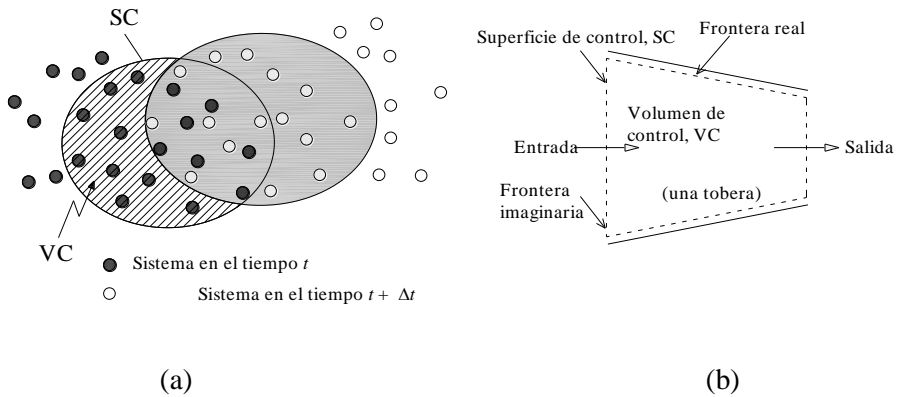 SC
VC
Sistema en el tiempo t
Sistema en el tiempo t + Δt
(a)
Superficie de control, SC
Frontera real
Volumen de
control, VC
Entrada
Salida
Frontera
imaginaria
(una tobera)
(b)